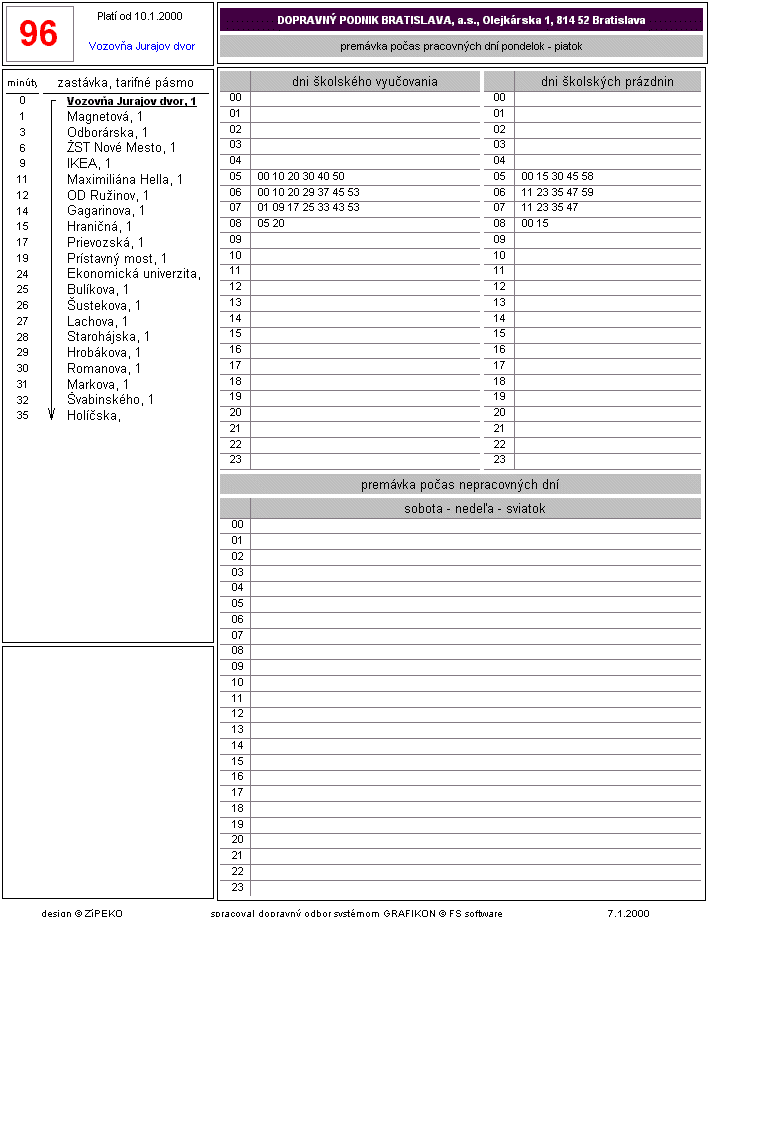 96
Platí od 10.1.2000
Vozovňa Jurajov dvor
DOPRAVNÝ PODNIK BRATISLAVA, a.s., Olejkárska 1, 814 52 Bratislava
premávka počas pracovných dní pondelok - piatok
minúty zastávka, tarifné pásmo
0 Vozovňa Jurajov dvor, 1
1 Magnetová, 1
3 Odborárska, 1
6 ŽST Nové Mesto, 1
9 IKEA, 1
11 Maximiliána Hella, 1
12 OD Ružinov, 1
14 Gagarinova, 1
15 Hraničná, 1
17 Prievozská, 1
19 Prístavný most, 1
24 Ekonomická univerzita,
25 Bulíkova, 1
26 Šustekova, 1
27 Lachova, 1
28 Starohájska, 1
29 Hrobákova, 1
30 Romanova, 1
31 Markova, 1
32 Švabinského, 1
35 Holíčska,
dni školského vyučovania
00
01
02
03
04
05 00 10 20 30 40 50
06 00 10 20 29 37 45 53
07 01 09 17 25 33 43 53
08 05 20
09
10
11
12
13
14
15
16
17
18
19
20
21
22
23
dni školských prázdnin
00
01
02
03
04
05 00 15 30 45 58
06 11 23 35 47 59
07 11 23 35 47
08 00 15
09
10
11
12
13
14
15
16
17
18
19
20
21
22
23
premávka počas nepracovných dní
sobota - nedeľa - sviatok
00
01
02
03
04
05
06
07
08
09
10
11
12
13
14
15
16
17
18
19
20
21
22
23
design © ZíPEKO
spracoval dopravný odbor systémom GRAFIKON © FS software
7.1.2000